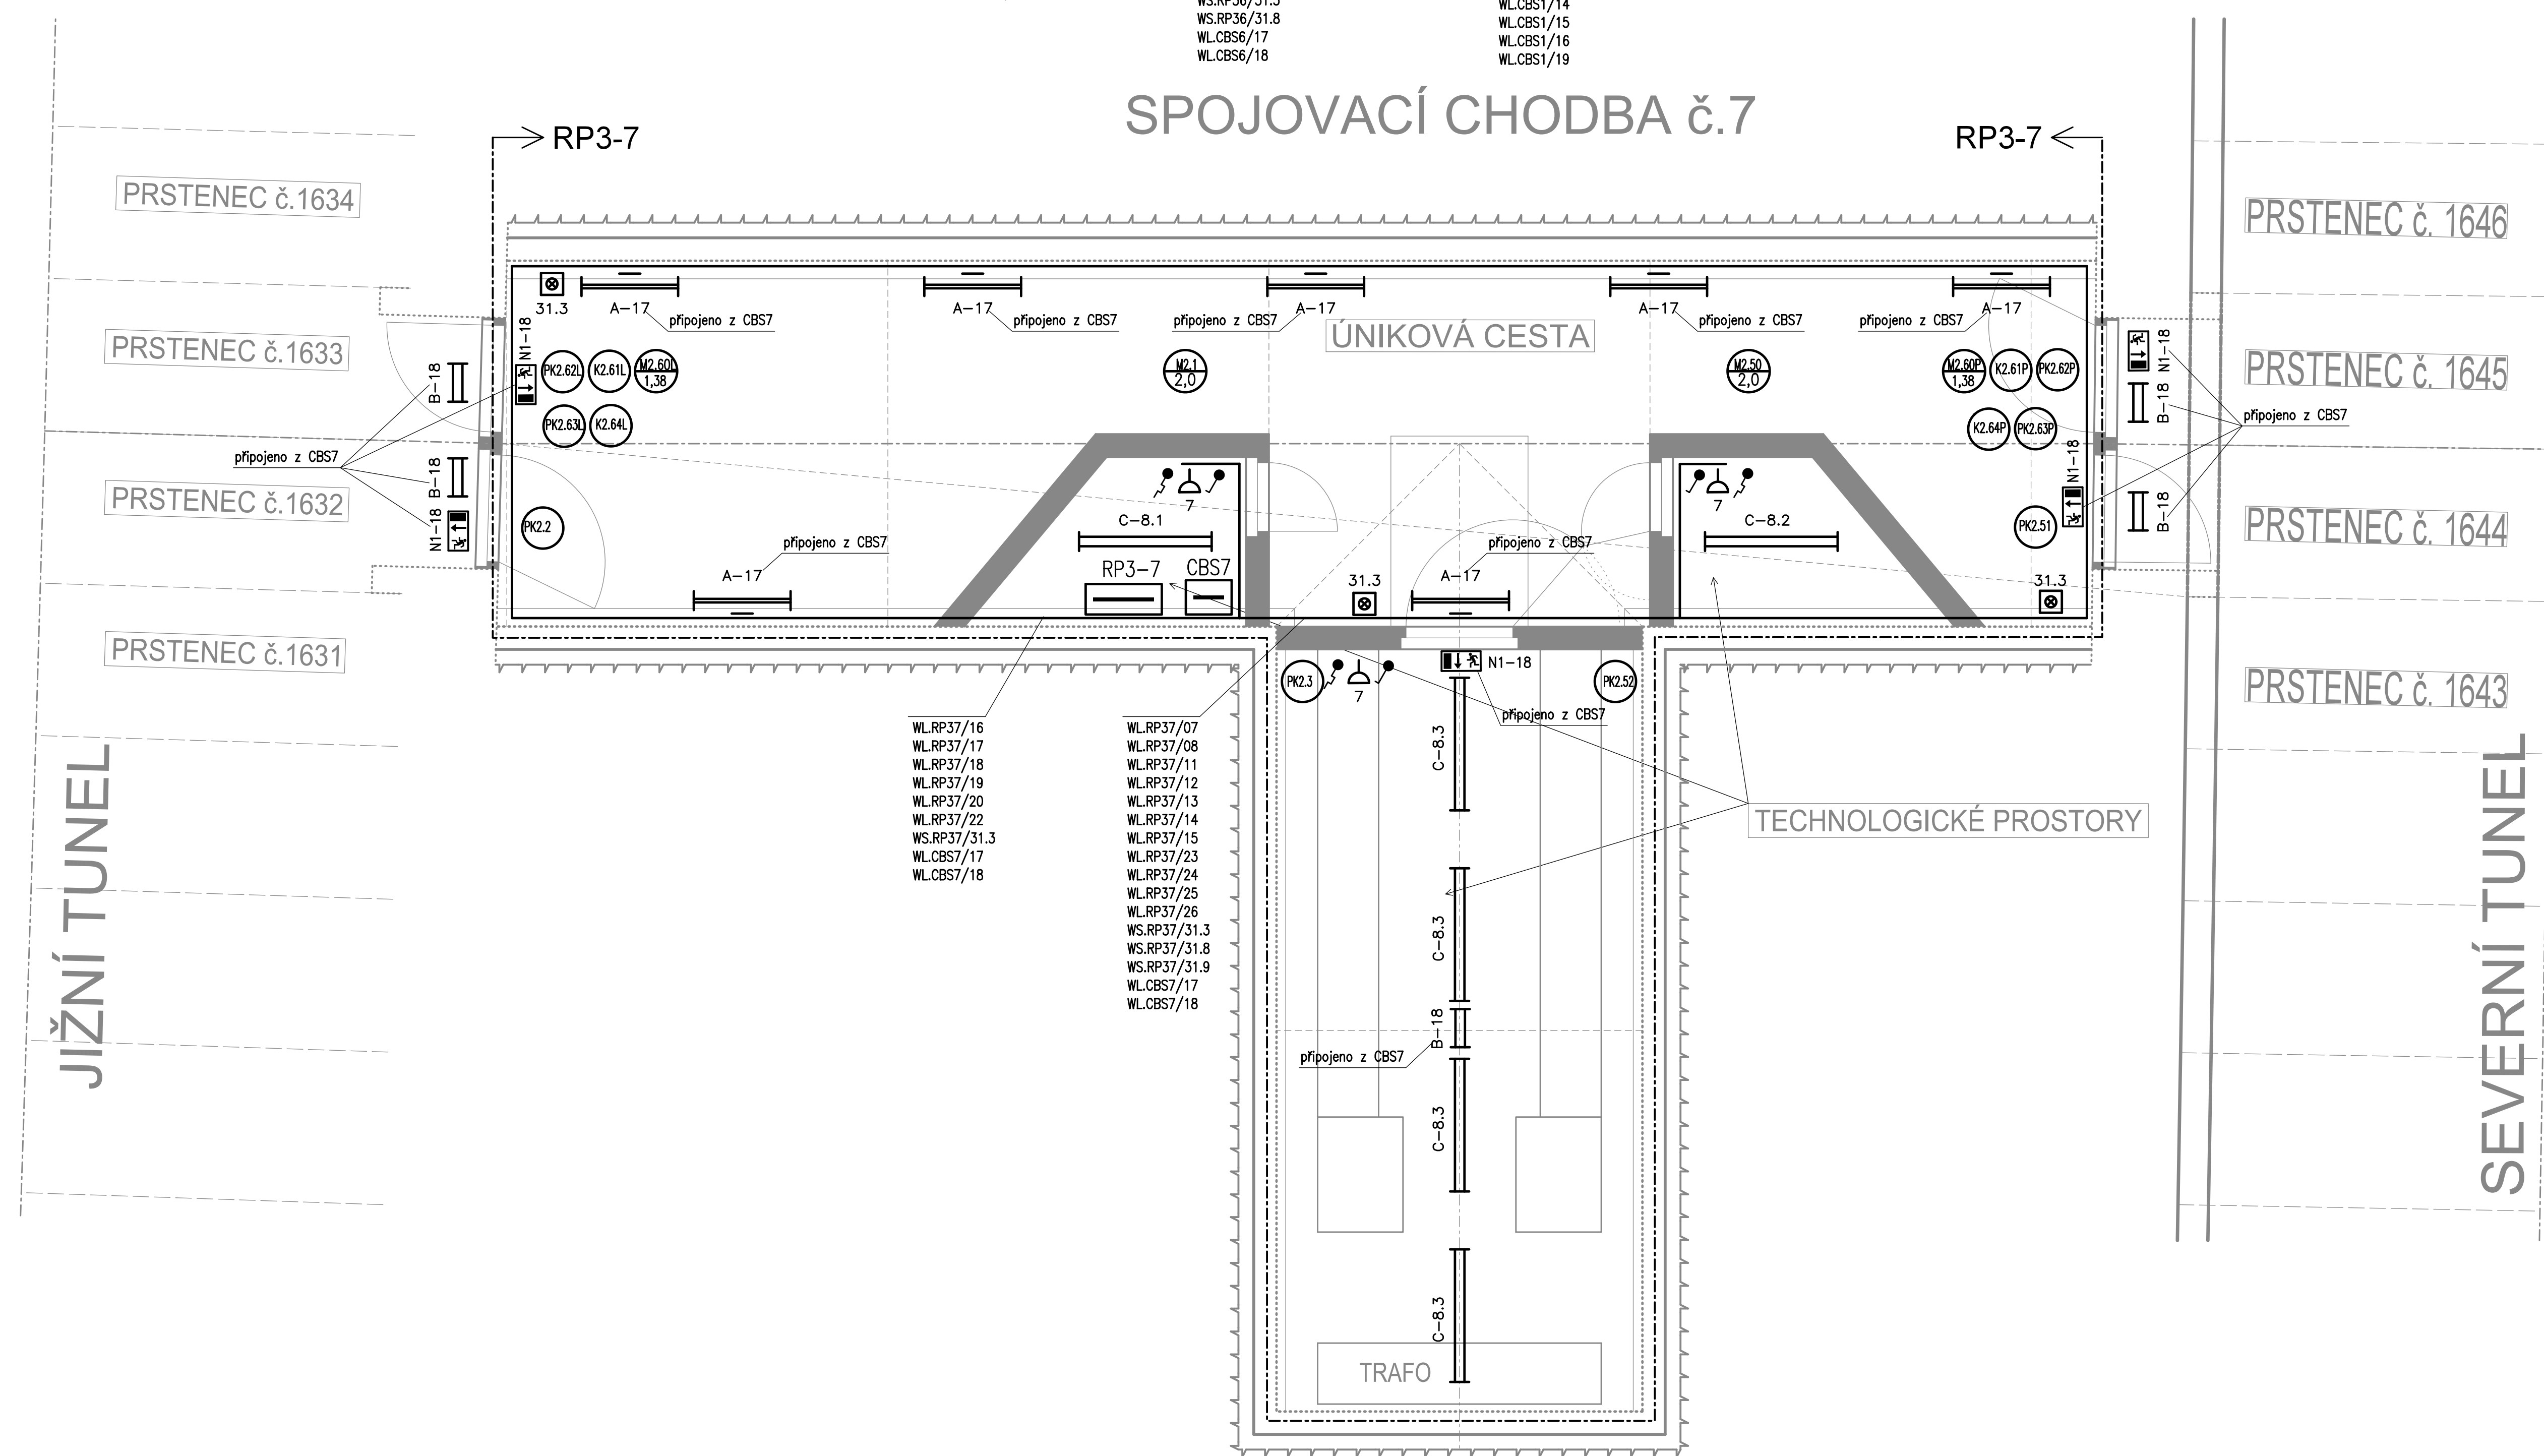 WS.RP36/31.8
WL.CBS6/17
WL.CBS6/18
WL.CBS1/14
WL.CBS1/15
WL.CBS1/16
WL.CBS1/19
SPOJOVACÍ CHODBA č.7
RP3-7
RP3-7
PRSTENEC č.1634
PRSTENEC č.1633
PRSTENEC č.1632
PRSTENEC č.1631
JIŽNÍ TUNEL
PRSTENEC č. 1646
PRSTENEC č. 1645
PRSTENEC č. 1644
PRSTENEC č. 1643
SEVERNÍ TUNEL
31.3
A-17
připojeno z CBS7
A-17
připojeno z CBS7
připojeno z CBS7
A-17
A-17
připojeno z CBS7
připojeno z CBS7
A-17
ÚNIKOVÁ CESTA
N1-18
B-18
B-18
N1-18
připojeno z CBS7
PK2.62L
K2.61L
M2.60L
1,38
PK2.63L
K2.64L
PK2.2
M2.1
2,0
M2.50
2,0
M2.60P
1,38
K2.61P
PK2.62P
K2.64P
PK2.63P
PK2.51
N1-18
N1-18
B-18
B-18
připojeno z CBS7
7
C-8.1
RP3-7
CBS7
7
C-8.2
připojeno z CBS7
A-17
31.3
A-17
připojeno z CBS7
31.3
PK2.3
7
N1-18
PK2.52
připojeno z CBS7
WL.RP37/16
WL.RP37/17
WL.RP37/18
WL.RP37/19
WL.RP37/20
WL.RP37/22
WS.RP37/31.3
WL.CBS7/17
WL.CBS7/18
WL.RP37/07
WL.RP37/08
WL.RP37/11
WL.RP37/12
WL.RP37/13
WL.RP37/14
WL.RP37/15
WL.RP37/23
WL.RP37/24
WL.RP37/25
WL.RP37/26
WS.RP37/31.3
WS.RP37/31.8
WS.RP37/31.9
WL.CBS7/17
WL.CBS7/18
C-8.3
C-8.3
B-18
připojeno z CBS7
C-8.3
C-8.3
TECHNOLOGICKÉ PROSTORY
TRAFO